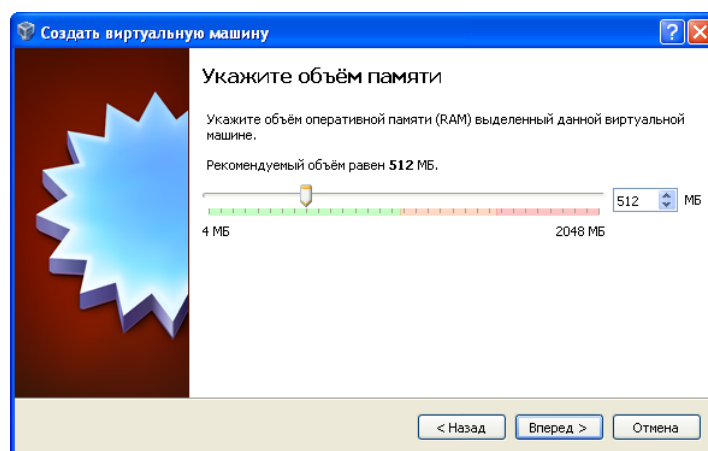 Создать виртуальную машину
Укажите объём памяти
Укажите объём оперативной памяти (RAM) выделенный данной виртуальной
машине.
Рекомендуемый объём равен 512 МБ.
512 МБ
4 МБ 2048 МБ
< Назад Вперед > Отмена